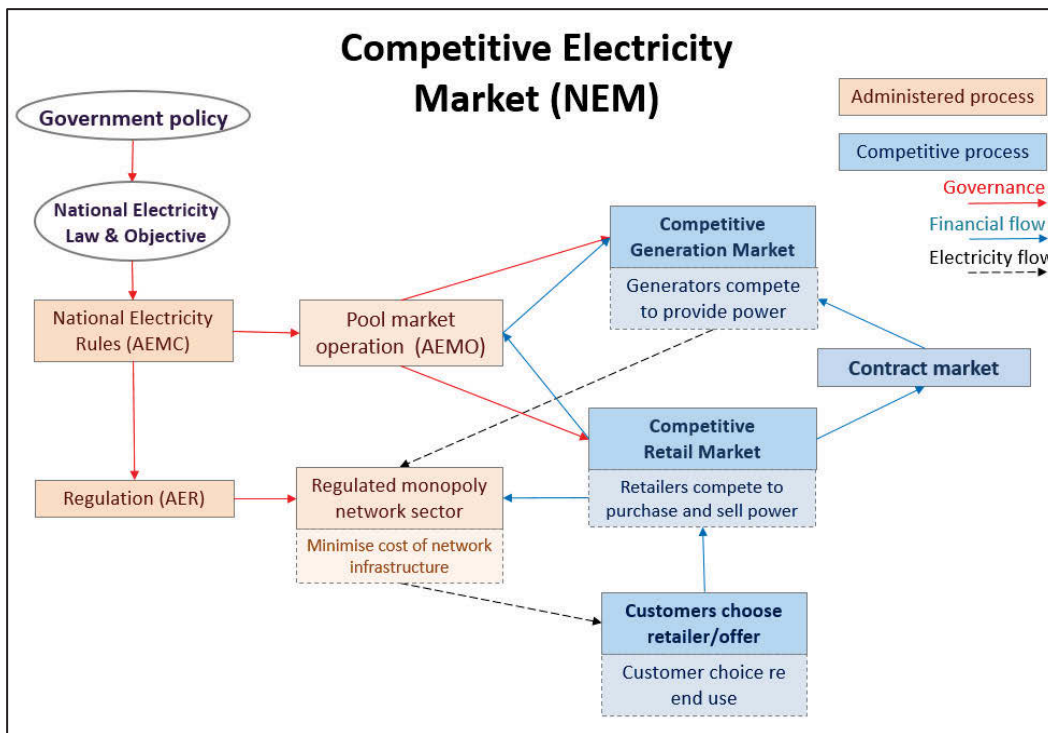 Competitive Electricity
Market (NEM)
Government policy
National Electricity
Law & Objective
National Electricity
Rules (AEMC)
Regulation (AER)
Pool market
operation (AEMO)
Regulated monopoly
network sector
Minimise cost of network
infrastructure
Competitive
Generation Market
Generators compete
to provide power
Competitive
Retail Market
Retailers compete to
purchase and sell power
Customers choose
retailer/offer
Customer choice re
end use
Contract market
Administered process
Competitive process
Governance
Financial flow
Electricity flow